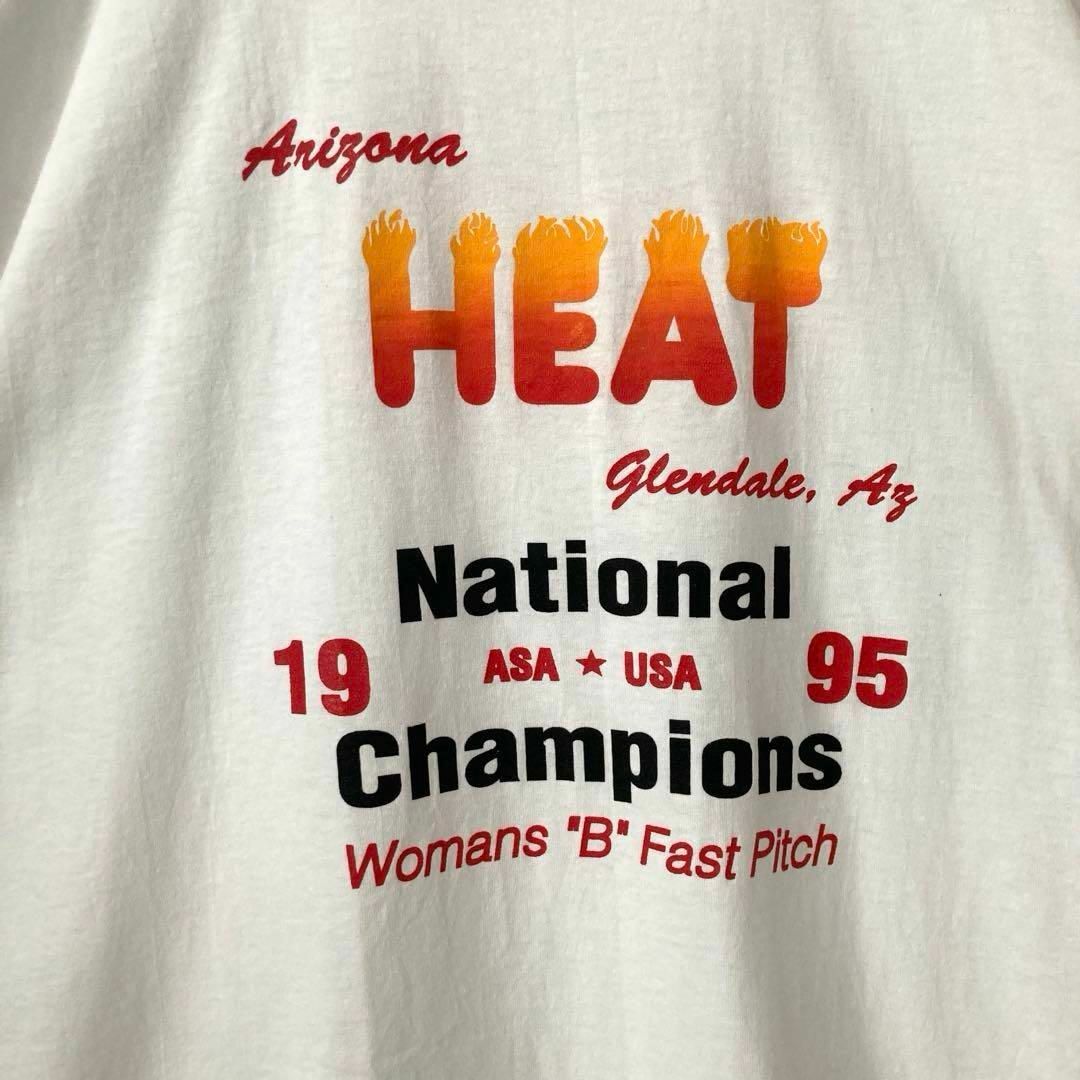 Arizona
HEAT
Glendale, Az
National
19 ASA ★ USA 95
Champions
Womans "B" Fast Pitch